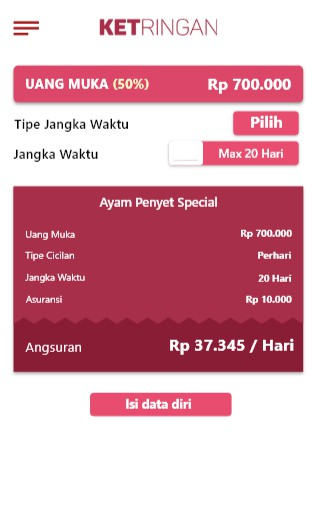 KETRINGAN
UANG MUKA (50%) Rp 700.000
Tipe Jangka Waktu Pilih
Jangka Waktu Max 20 Hari
Ayam Penyet Special
Uang Muka Rp 700.000
Tipe Cicilan Perhari
Jangka Waktu 20 Hari
Asuransi Rp 10.000
Angsuran Rp 37.345 / Hari
Isi data diri